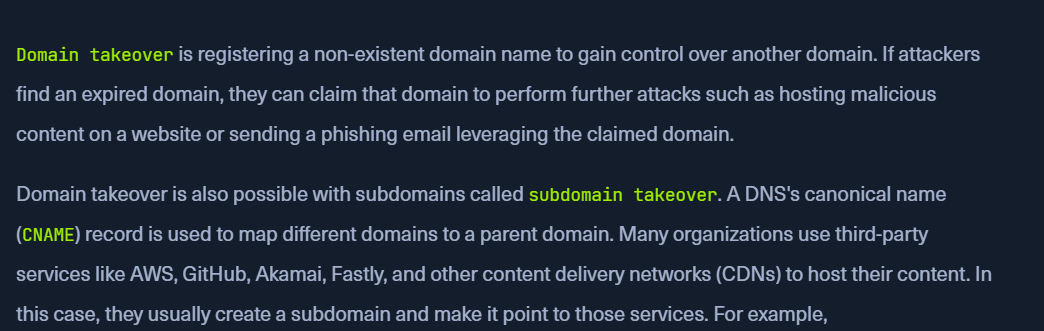 Domain takeover is registering a non-existent domain name to gain control over another domain. If attackers
find an expired domain, they can claim that domain to perform further attacks such as hosting malicious
content on a website or sending a phishing email leveraging the claimed domain.
Domain takeover is also possible with subdomains called subdomain takeover. A DNS's canonical name
(CNAME) record is used to map different domains to a parent domain. Many organizations use third-party
services like AWS, GitHub, Akamai, Fastly, and other content delivery networks (CDNs) to host their content. In
this case, they usually create a subdomain and make it point to those services. For example,